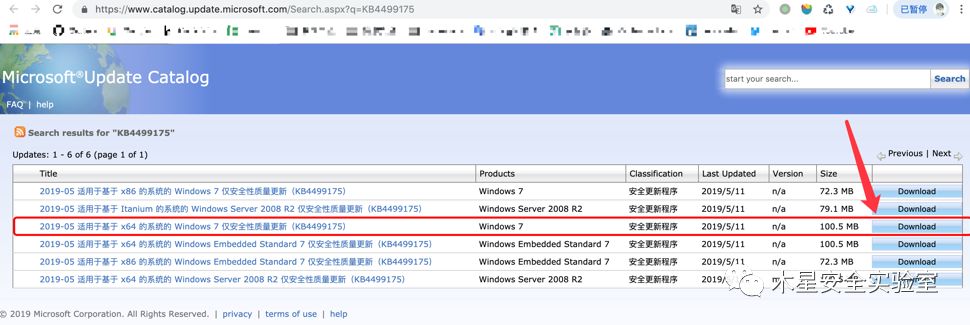 https://www.catalog.update.microsoft.com/Search.aspx?q=KB4499175
已暂停
Microsoft®Update Catalog
start your search...
Search
FAQ | help
Search results for "KB4499175"
Updates: 1 - 6 of 6 (page 1 of 1)
Previous | Next
Title Products Classification Last Updated Version Size
2019-05 适用于基于 x86 的系统的 Windows 7 仅安全性质量更新（KB4499175） Windows 7 安全更新程序 2019/5/11 n/a 72.3 MB Download
2019-05 适用于基于 Itanium 的系统的 Windows Server 2008 R2 仅安全性质量更新（KB4499175） Windows Server 2008 R2 安全更新程序 2019/5/11 n/a 79.1 MB Download
2019-05 适用于基于 x64 的系统的 Windows 7 仅安全性质量更新（KB4499175） Windows 7 安全更新程序 2019/5/11 n/a 100.5 MB Download
2019-05 适用于基于 x64 的系统的 Windows Embedded Standard 7 仅安全性质量更新（KB4499175） Windows Embedded Standard 7 安全更新程序 2019/5/11 n/a 100.5 MB Download
2019-05 适用于基于 x86 的系统的 Windows Embedded Standard 7 仅安全性质量更新（KB4499175） Windows Embedded Standard 7 安全更新程序 2019/5/11 n/a 72.3 MB Download
2019-05 适用于基于 x64 的系统的 Windows Server 2008 R2 仅安全性质量更新（KB4499175） Windows Server 2008 R2 安全更新程序
木星安全实验室
© 2019 Microsoft Corporation. All Rights Reserved. | privacy | terms of use | help